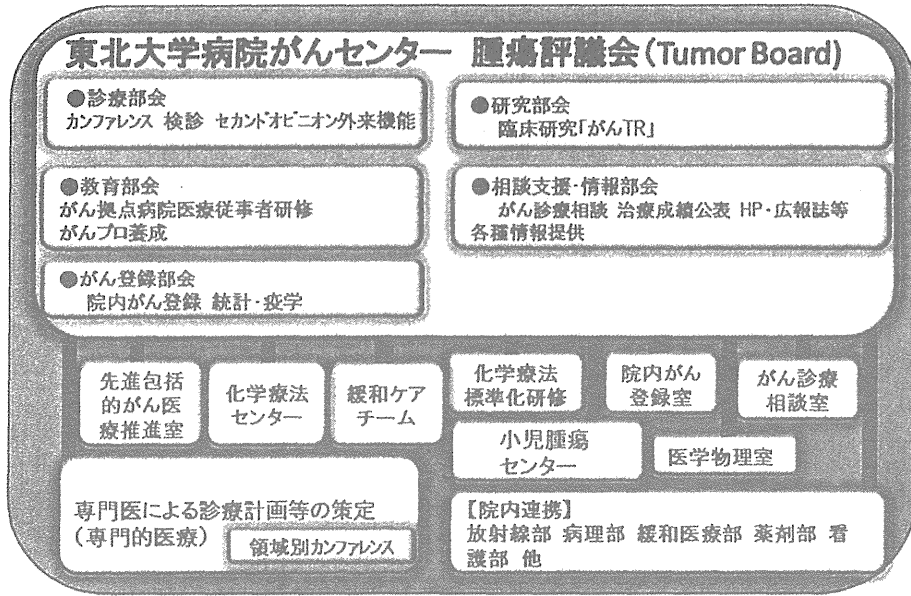 東北大学病院がんセンター 腫瘍評議会(Tumor Board)
●診療部会
カンファレンス 検診 セカンドオピニオン外来機能
●研究部会
臨床研究「がんTR」
●教育部会
がん拠点病院医療従事者研修
がんプロ養成
●相談支援・情報部会
がん診療相談 治療成績公表 HP・広報誌等
各種情報提供
●がん登録部会
院内がん登録 統計・疫学
先進包括
的がん医
療推進室
化学療法
センター
緩和ケア
チーム
化学療法
標準化研修
院内がん
登録室
がん診療
相談室
小児腫瘍
センター
医学物理室
専門医による診療計画等の策定
(専門的医療)
領域別カンファレンス
【院内連携】
放射線部 病理部 緩和医療部 薬剤部 看
護部 他